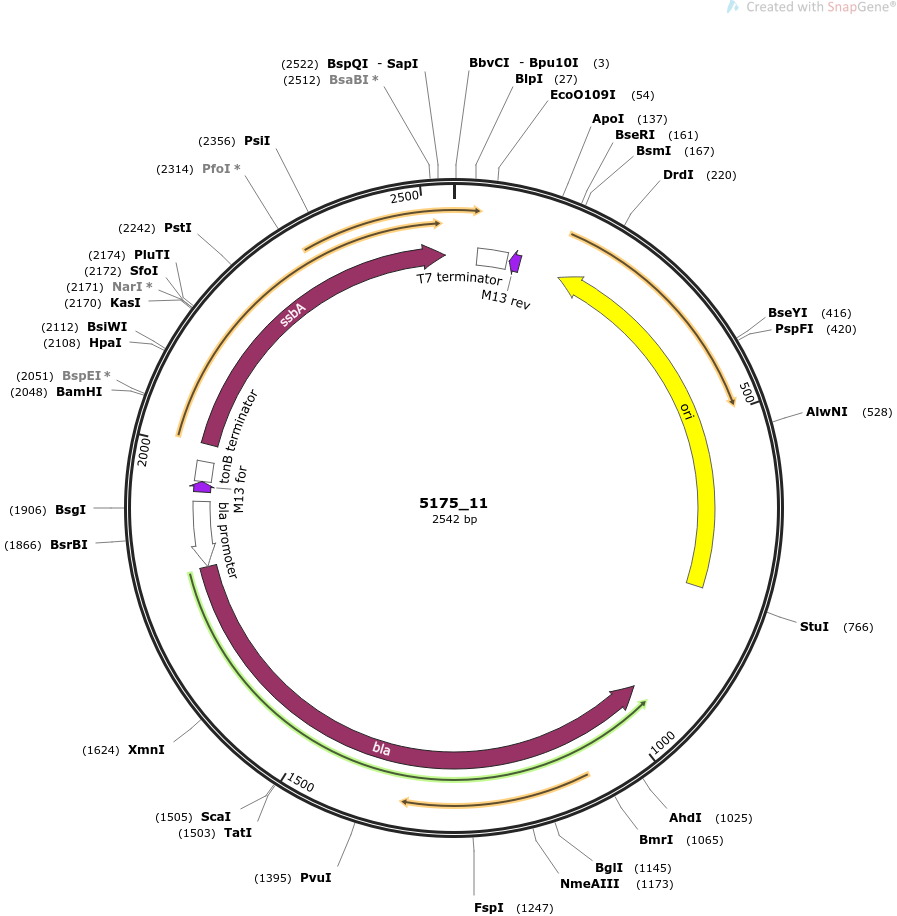 Created with SnapGene®
(2522) BspQI - SapI
(2512) BsaBI *
BbvCI - Bpu10I (3)
BlpI (27)
EcoO109I (54)
ApoI (137)
BseRI (161)
BsmI (167)
DrdI (220)
(2356) PsiI
(2314) PfoI *
(2242) PstI
(2174) PluTI
(2172) SfoI
(2171) NarI *
(2170) KasI
(2112) BsiWI
(2108) HpaI
(2051) BspEI *
(2048) BamHI
(1906) BsgI
(1866) BsrBI
BseYI (416)
PspFI (420)
AlwNI (528)
StuI (766)
(1624) XmnI
(1505) ScaI
(1503) TatI
(1395) PvuI
FspI (1247)
NmeAIII (1173)
BglI (1145)
BmrI (1065)
AhdI (1025)
2500
500
1000
1500
2000
ssbA
T7 terminator
M13 rev
ori
tonB terminator
M13 for
bla promoter
bla
5175_11
2542 bp